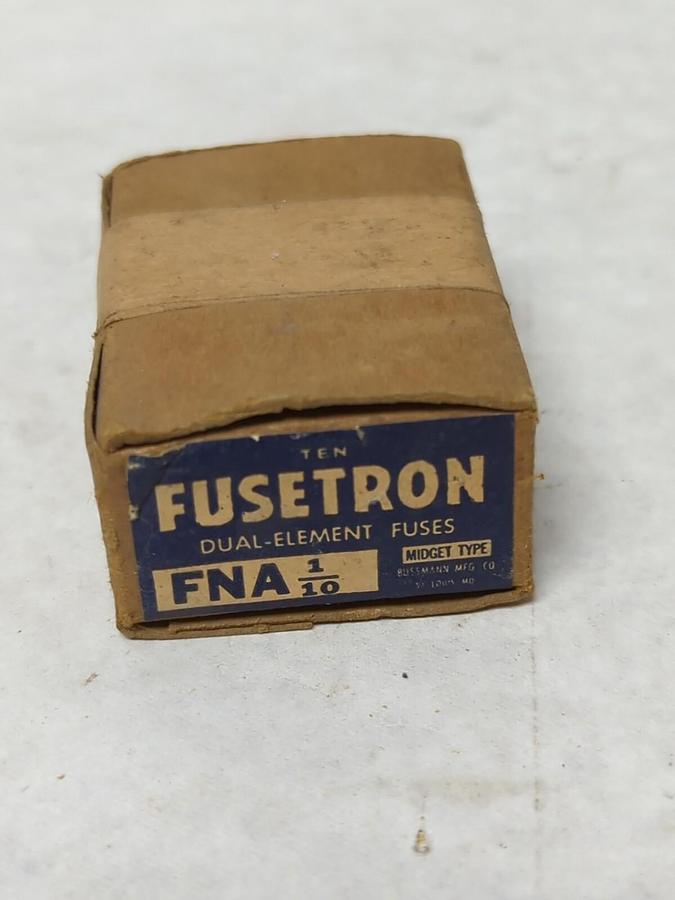 TEN
FUSETRON
DUAL-ELEMENT FUSES
FNA 1/10
MIDGET TYPE
BUSSMANN MFG CO
ST LOUIS MO